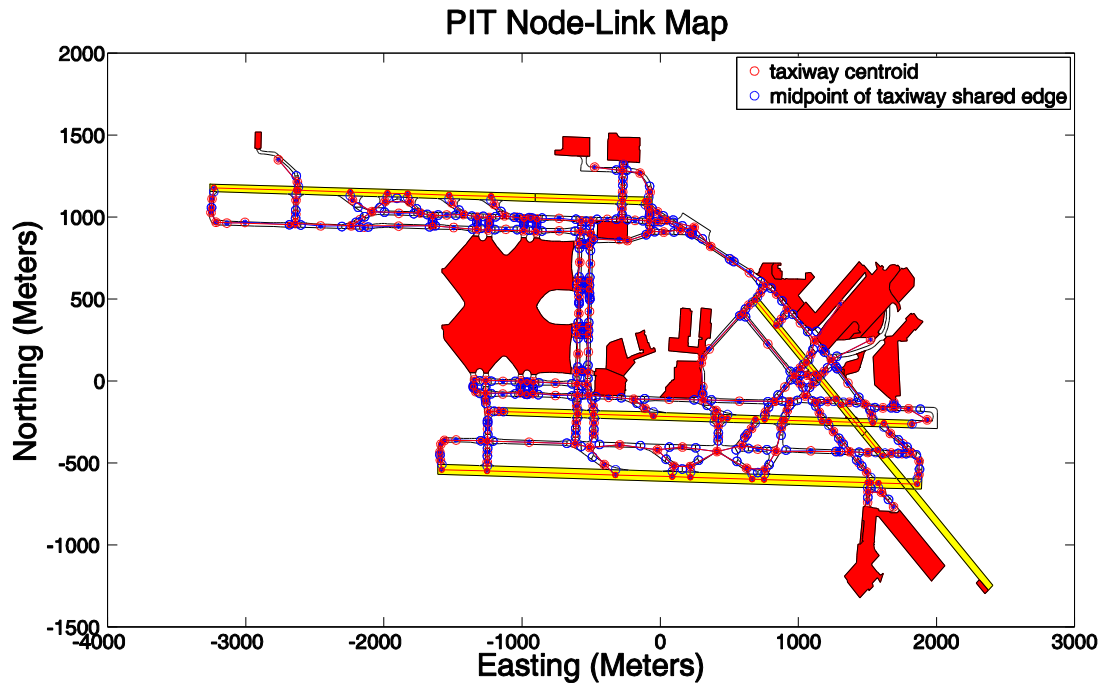 PIT Node-Link Map
taxiway centroid
midpoint of taxiway shared edge
Northing (Meters)
2000
1500
1000
500
0
-500
-1000
-1500
-4000 -3000 -2000 -1000 0 1000 2000 3000
Easting (Meters)